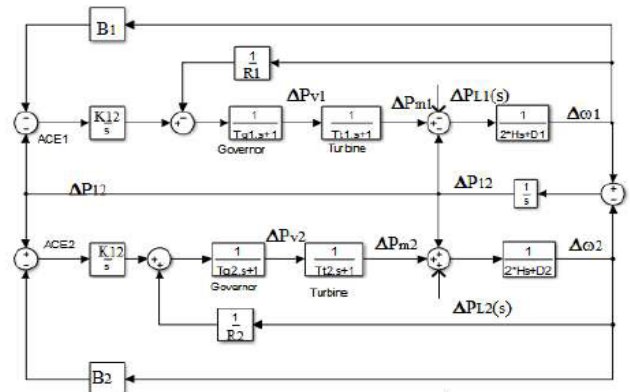 B1
1
R1
ΔPv1
ΔPm1
ΔPL1(s)
Δω1
K12
s
1
Tg1.s+1
1
Tt1.s+1
1
2*Hs+D1
ACE1
Governor
Turbine
ΔP12
ΔP12
1
s
ACE2
K12
s
ΔPv2
ΔPm2
Δω2
1
Tg2.s+1
1
Tt2.s+1
1
2*Hs+D2
Governor
Turbine
ΔPL2(s)
1
R2
B2